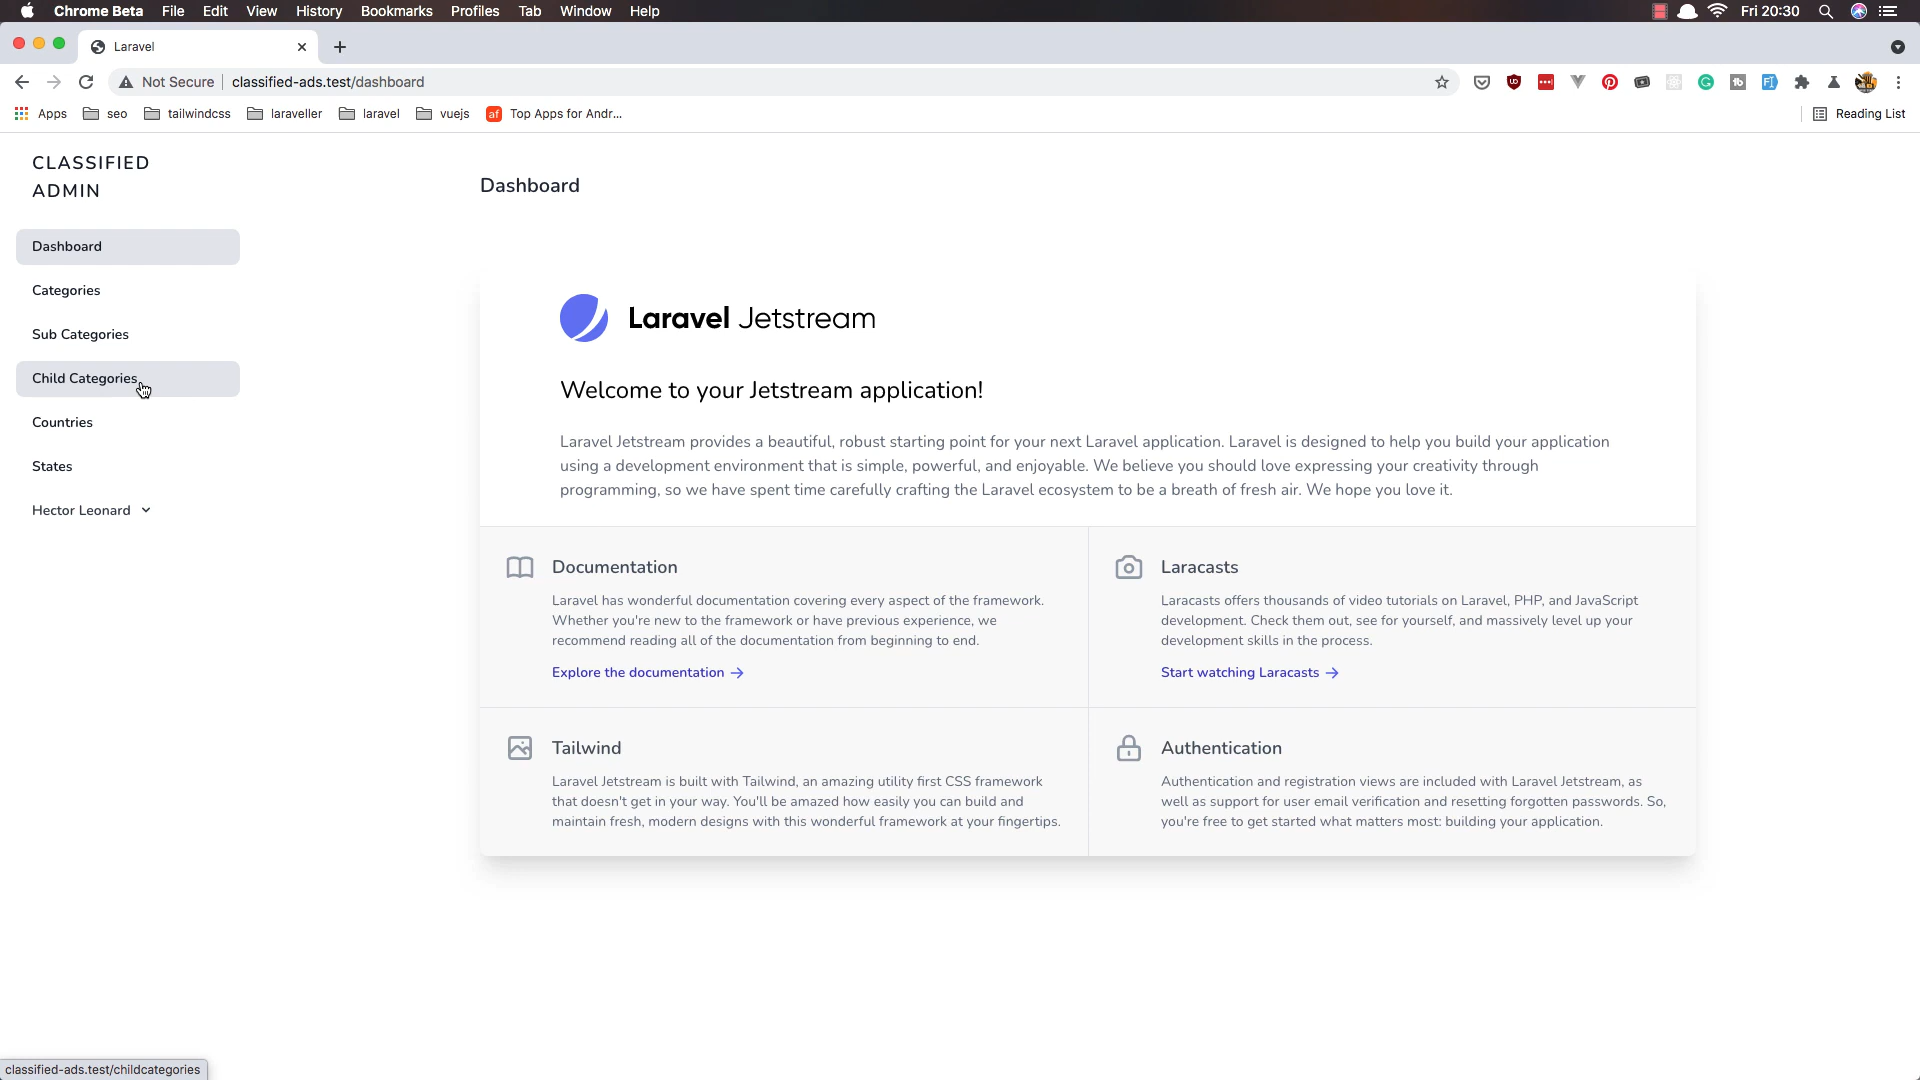 Chrome Beta File Edit View History Bookmarks Profiles Tab Window Help Fri 20:30
Laravel
Not Secure classified-ads.test/dashboard
Apps seo tailwindcss laraveller laravel vuejs af Top Apps for Andr... Reading List
CLASSIFIED
ADMIN
Dashboard
Categories
Sub Categories
Child Categories
Countries
States
Hector Leonard
Dashboard
Laravel Jetstream
Welcome to your Jetstream application!
Laravel Jetstream provides a beautiful, robust starting point for your next Laravel application. Laravel is designed to help you build your application
using a development environment that is simple, powerful, and enjoyable. We believe you should love expressing your creativity through
programming, so we have spent time carefully crafting the Laravel ecosystem to be a breath of fresh air. We hope you love it.
Documentation
Laravel has wonderful documentation covering every aspect of the framework.
Whether you're new to the framework or have previous experience, we
recommend reading all of the documentation from beginning to end.
Explore the documentation
Laracasts
Laracasts offers thousands of video tutorials on Laravel, PHP, and JavaScript
development. Check them out, see for yourself, and massively level up your
development skills in the process.
Start watching Laracasts
Tailwind
Laravel Jetstream is built with Tailwind, an amazing utility first CSS framework
that doesn't get in your way. You'll be amazed how easily you can build and
maintain fresh, modern designs with this wonderful framework at your fingertips.
Authentication
Authentication and registration views are included with Laravel Jetstream, as
well as support for user email verification and resetting forgotten passwords. So,
you're free to get started what matters most: building your application.
classified-ads.test/childcategories